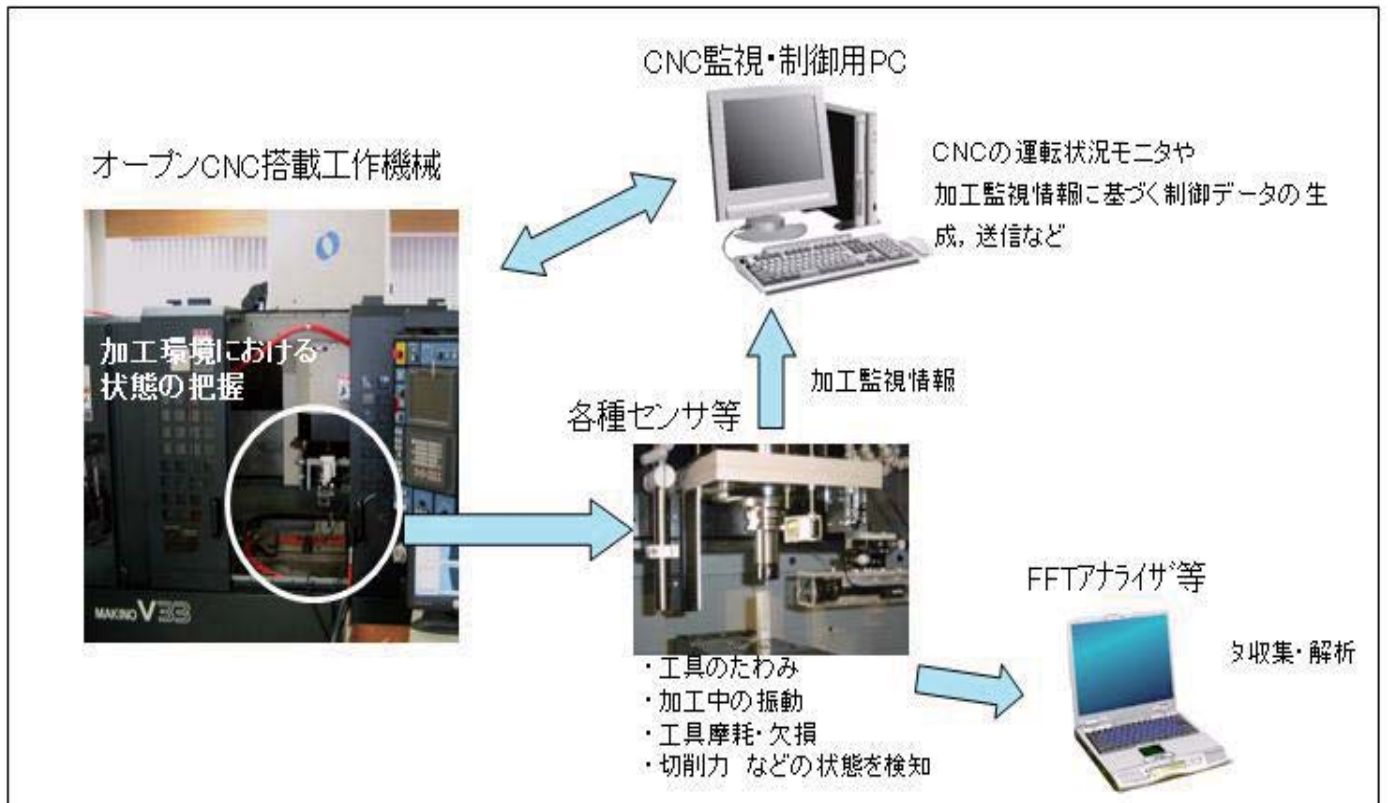 CNC監視・制御用PC
オープンCNC搭載工作機械
CNCの運転状況モニタや
加工監視情報に基づく制御データの生
成，送信など
加工環境における
状態の把握
加工監視情報
各種センサ等
MAKINO V33
FFTアナライザ等
タ収集・解析
・工具のたわみ
・加工中の振動
・工具摩耗・欠損
・切削力 などの状態を検知